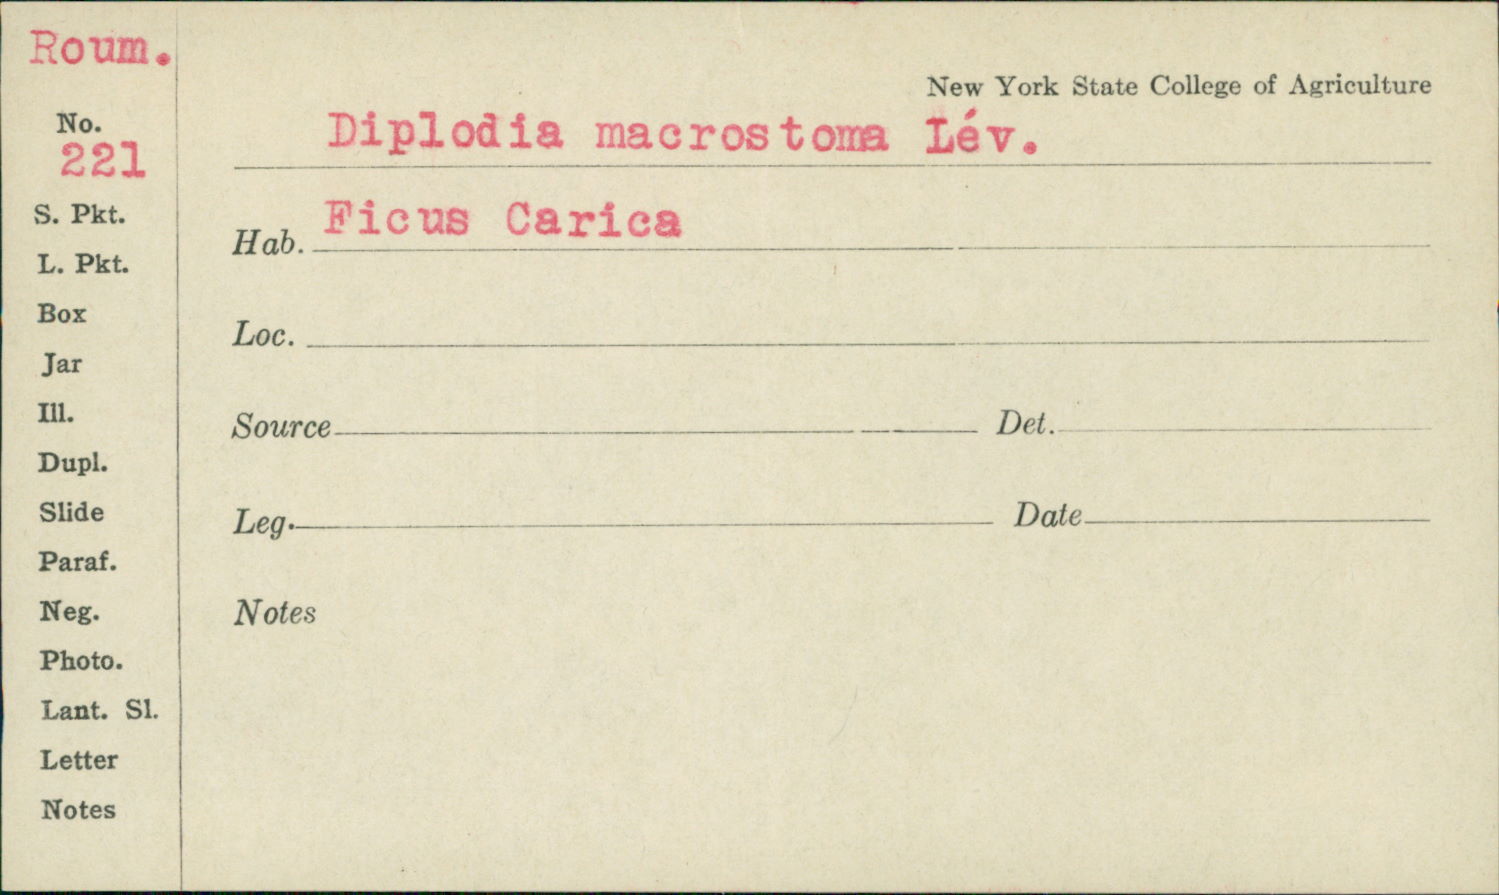 Roum.
No.
221
S. Pkt.
L. Pkt.
Box
Jar
Ill.
Dupl.
Slide
Paraf.
Neg.
Photo.
Lant. Sl.
Letter
Notes
New York State College of Agriculture
Diplodia macrostoma Lév.
Hab. Ficus Carica
Loc.
Source Det.
Leg. Date
Notes